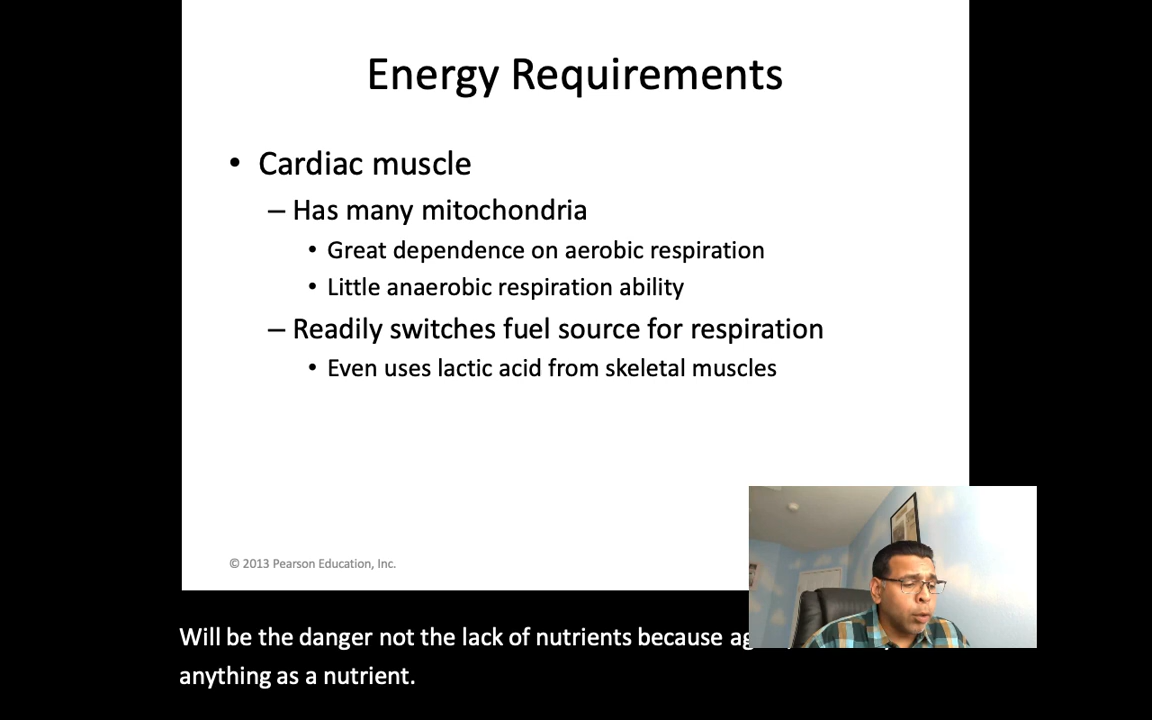 Energy Requirements
• Cardiac muscle
– Has many mitochondria
• Great dependence on aerobic respiration
• Little anaerobic respiration ability
– Readily switches fuel source for respiration
• Even uses lactic acid from skeletal muscles
© 2013 Pearson Education, Inc.
Will be the danger not the lack of nutrients because
anything as a nutrient.